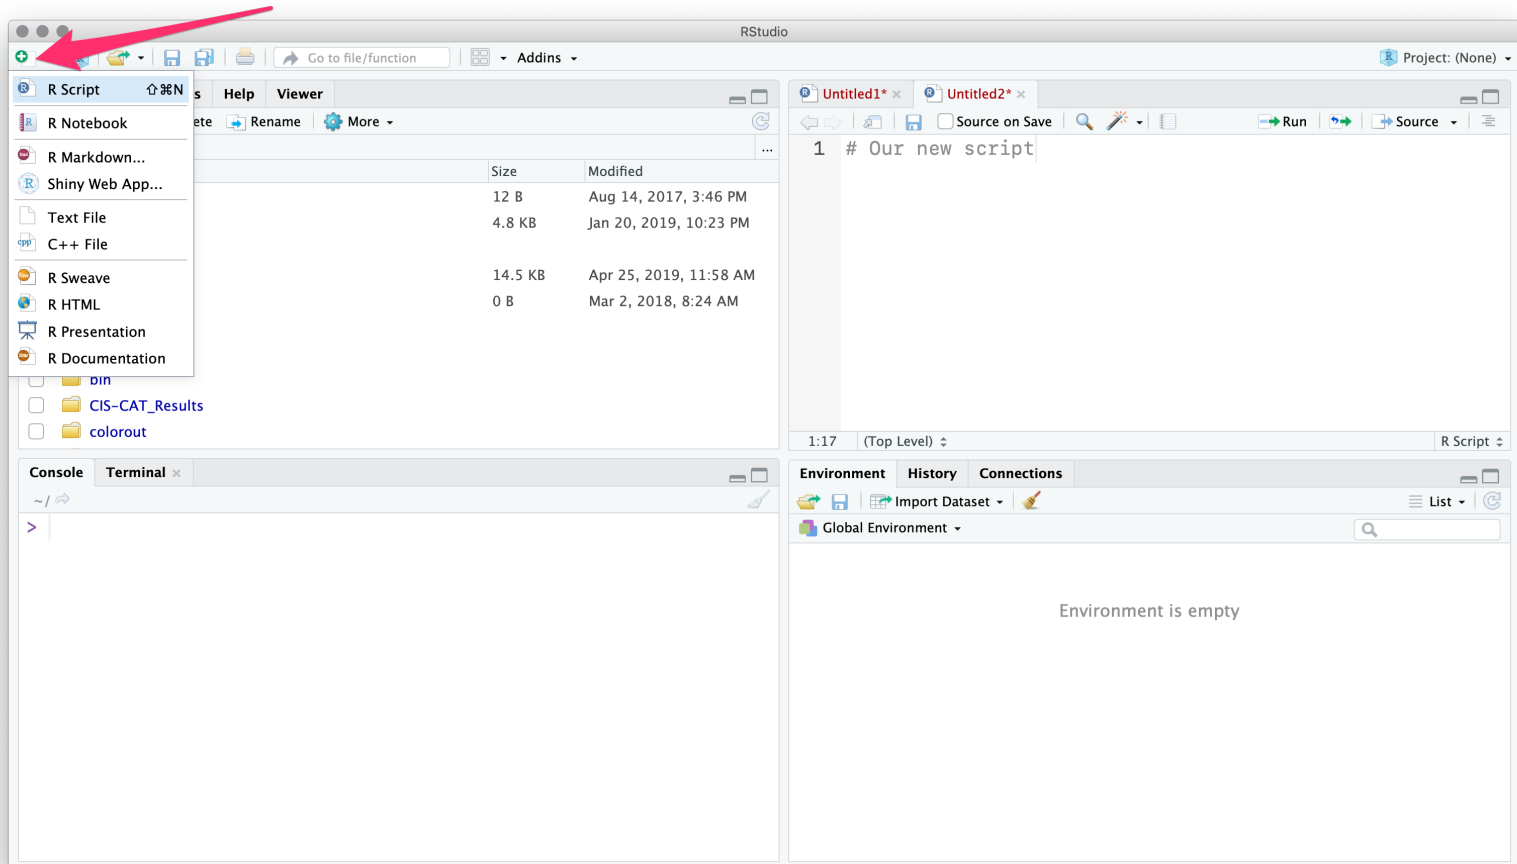 RStudio
Go to file/function
Addins
Project: (None)
R Script ⇧⌘N
R Notebook
R Markdown...
Shiny Web App...
Text File
C++ File
R Sweave
R HTML
R Presentation
R Documentation
s Help Viewer
ete Rename More
...
Size Modified
12 B Aug 14, 2017, 3:46 PM
4.8 KB Jan 20, 2019, 10:23 PM
14.5 KB Apr 25, 2019, 11:58 AM
0 B Mar 2, 2018, 8:24 AM
bin
CIS-CAT_Results
colorout
Untitled1* Untitled2*
Source on Save Run Source
1 # Our new script
1:17 (Top Level) R Script
Console Terminal
~/
>
Environment History Connections
Import Dataset List
Global Environment
Environment is empty